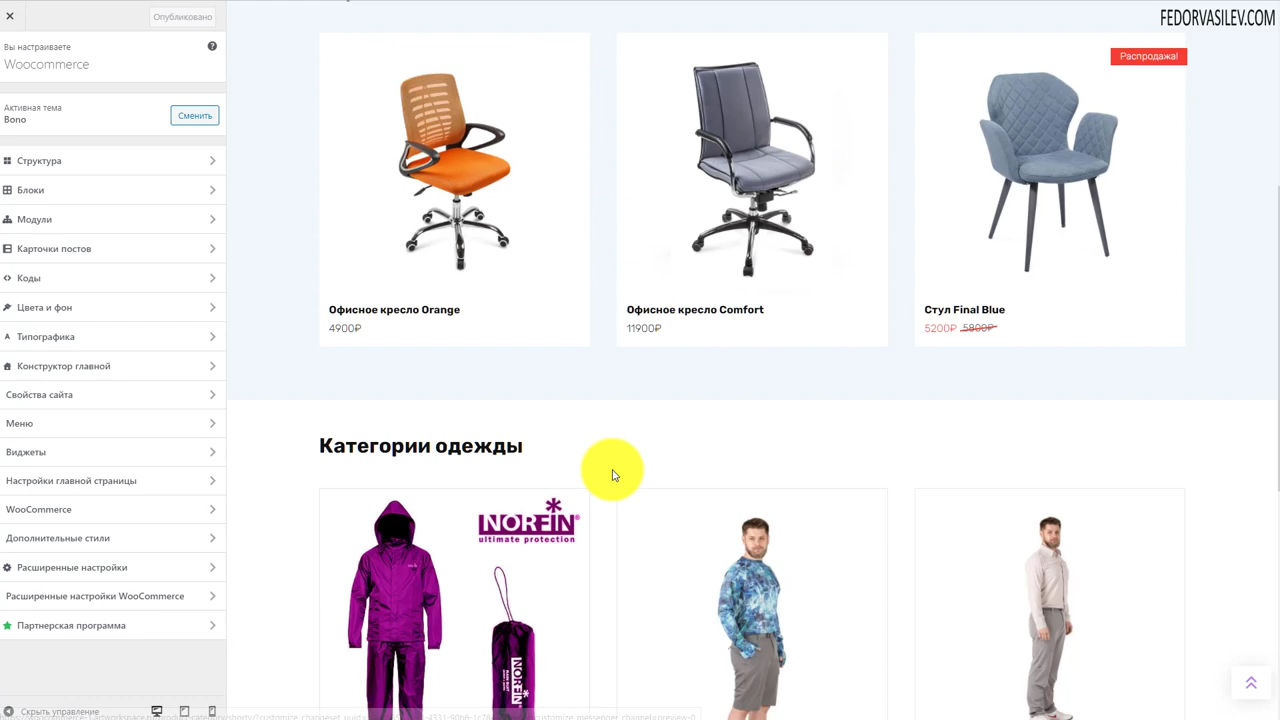 FEDORVASILEV.COM
Опубликовано
Вы настраиваете
Woocommerce
Активная тема
Bono
Сменить
Структура
Блоки
Модули
Карточки постов
Коды
Цвета и фон
Типографика
Конструктор главной
Свойства сайта
Меню
Виджеты
Настройки главной страницы
WooCommerce
Дополнительные стили
Расширенные настройки
Расширенные настройки WooCommerce
Партнерская программа
Скрыть управление
Распродажа!
Офисное кресло Orange
4900₽
Офисное кресло Comfort
11900₽
Стул Final Blue
5200₽ 5800₽
Категории одежды
NORFIN
ultimate protection
NORFIN